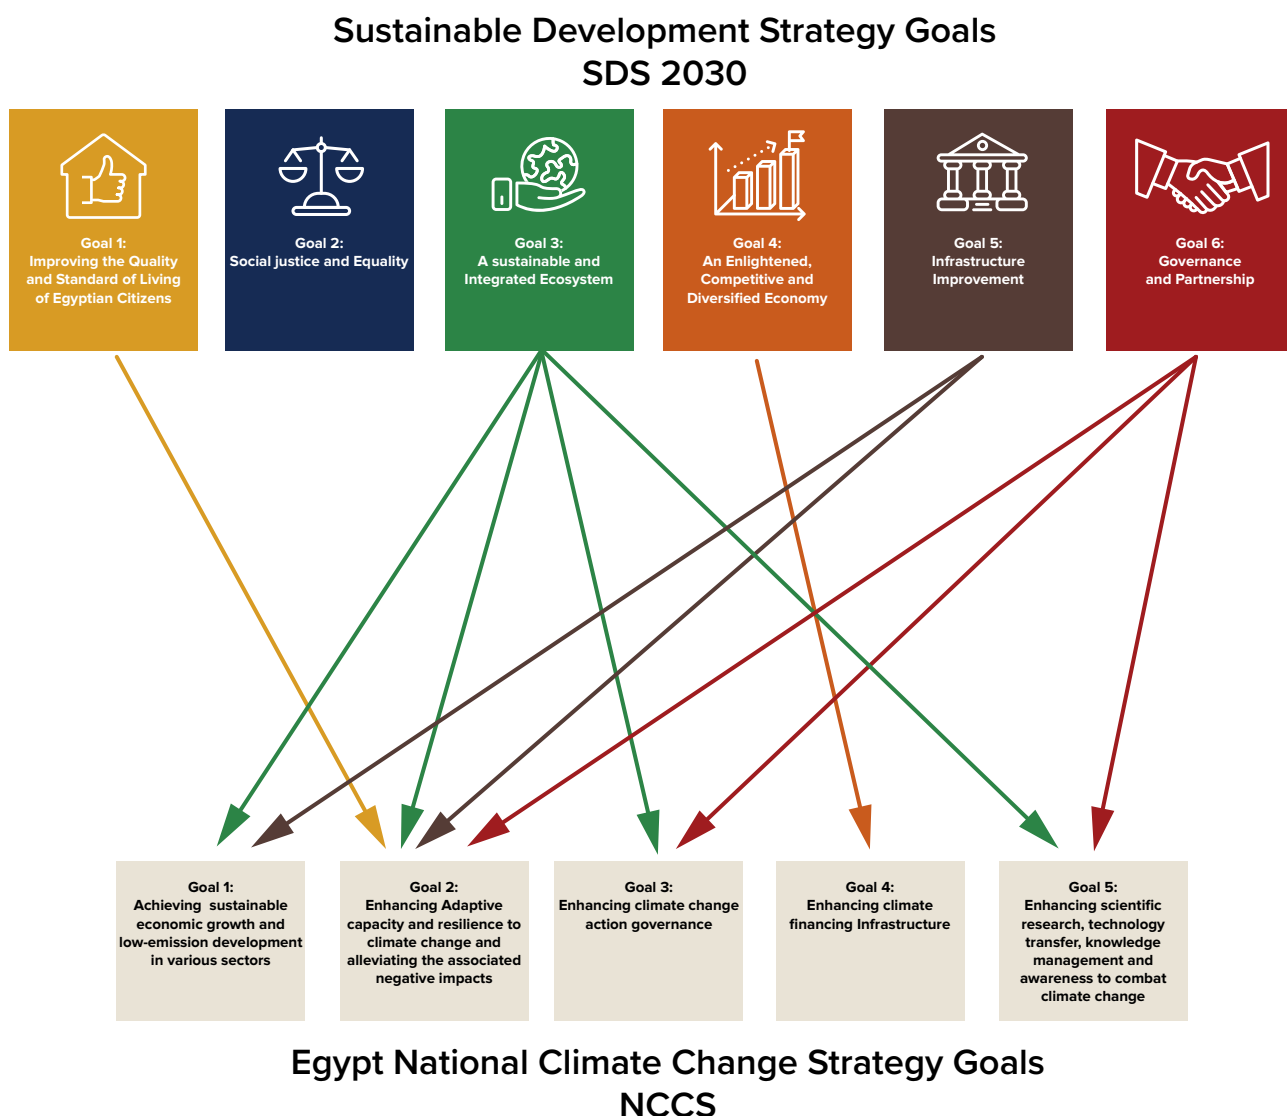 Sustainable Development Strategy Goals
SDS 2030
Goal 1:
Improving the Quality
and Standard of Living
of Egyptian Citizens
Goal 2:
Social justice and Equality
Goal 3:
A sustainable and
Integrated Ecosystem
Goal 4:
An Enlightened,
Competitive and
Diversified Economy
Goal 5:
Infrastructure
Improvement
Goal 6:
Governance
and Partnership
Goal 1:
Achieving sustainable
economic growth and
low-emission development
in various sectors
Goal 2:
Enhancing Adaptive
capacity and resilience to
climate change and
alleviating the associated
negative impacts
Goal 3:
Enhancing climate change
action governance
Goal 4:
Enhancing climate
financing Infrastructure
Goal 5:
Enhancing scientific
research, technology
transfer, knowledge
management and
awareness to combat
climate change
Egypt National Climate Change Strategy Goals
NCCS